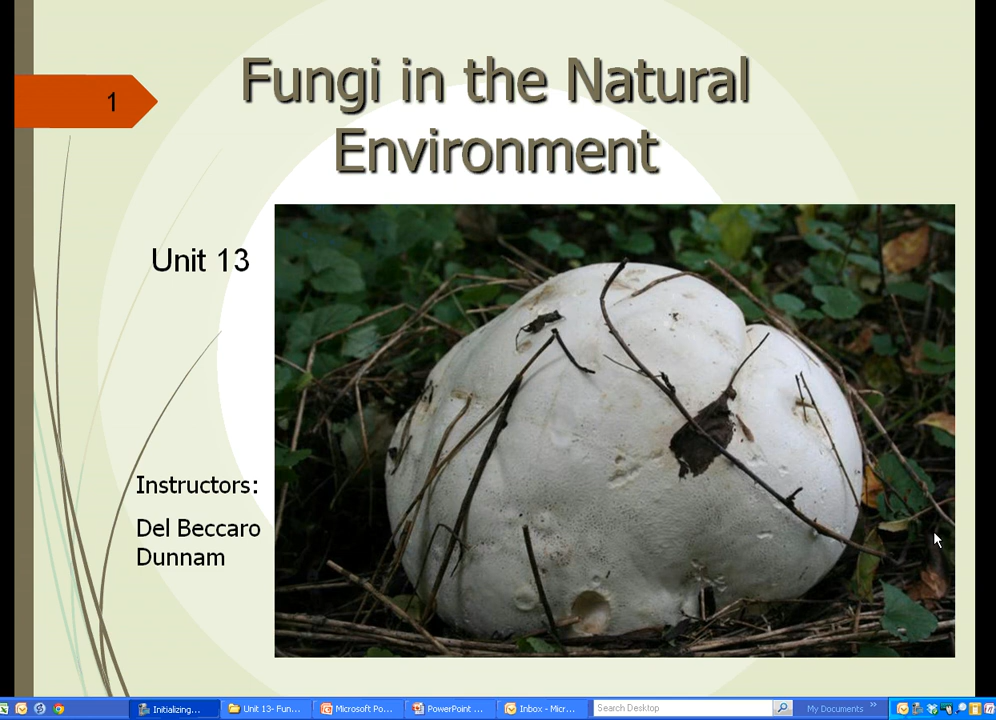 1
Fungi in the Natural
Environment
Unit 13
Instructors:
Del Beccaro
Dunnam
Initializing...
Unit 13- Fun...
Microsoft Po...
PowerPoint ...
Inbox - Micr...
Search Desktop
My Documents »